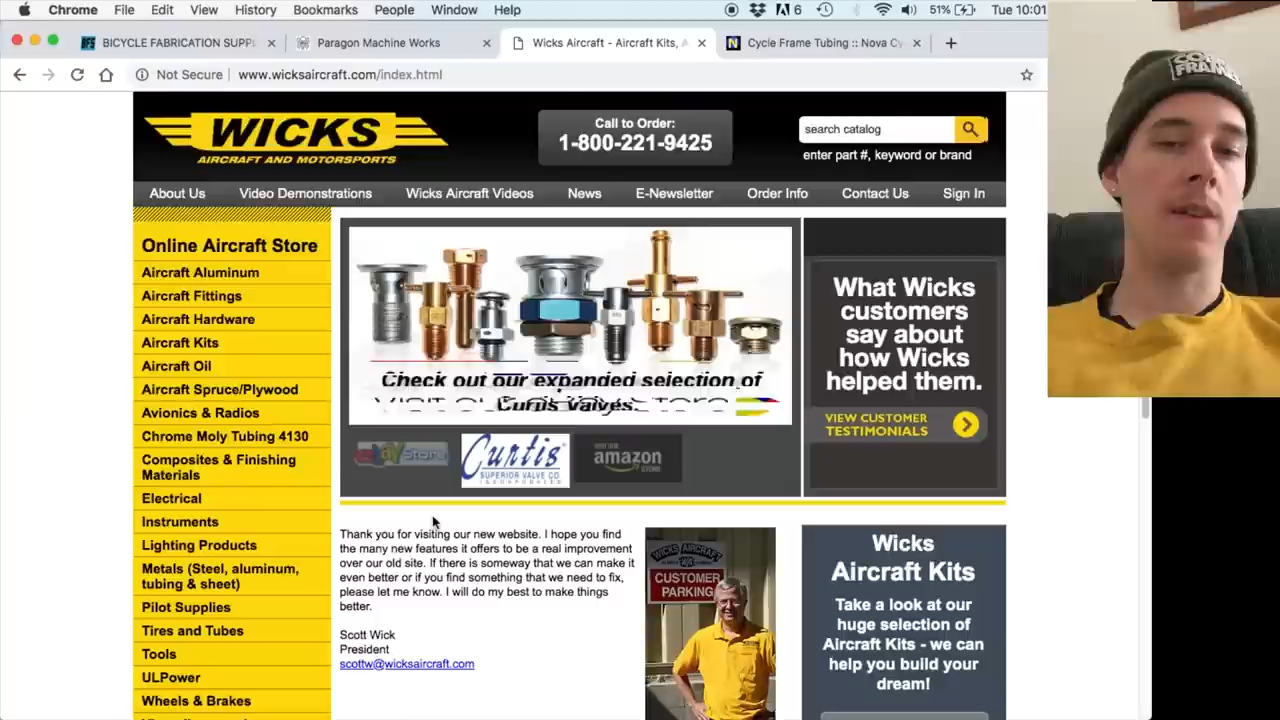 Chrome File Edit View History Bookmarks People Window Help 6 51% Tue 10:01
BICYCLE FABRICATION SUPPL Paragon Machine Works Wicks Aircraft - Aircraft Kits, A Cycle Frame Tubing :: Nova Cy
Not Secure www.wicksaircraft.com/index.html
WICKS
AIRCRAFT AND MOTORSPORTS
Call to Order:
1-800-221-9425
search catalog
enter part #, keyword or brand
About Us Video Demonstrations Wicks Aircraft Videos News E-Newsletter Order Info Contact Us Sign In
Online Aircraft Store
Aircraft Aluminum
Aircraft Fittings
Aircraft Hardware
Aircraft Kits
Aircraft Oil
Aircraft Spruce/Plywood
Avionics & Radios
Chrome Moly Tubing 4130
Composites & Finishing
Materials
Electrical
Instruments
Lighting Products
Metals (Steel, aluminum,
tubing & sheet)
Pilot Supplies
Tires and Tubes
Tools
ULPower
Wheels & Brakes
Check out our expanded selection of
Curtis Valves.
ebay Store
Curtis
SUPERIOR VALVE CO.
INCORPORATED
amazon
What Wicks
customers
say about
how Wicks
helped them.
VIEW CUSTOMER
TESTIMONIALS
Thank you for visiting our new website. I hope you find
the many new features it offers to be a real improvement
over our old site. If there is someway that we can make it
even better or if you find something that we need to fix,
please let me know. I will do my best to make things
better.
Scott Wick
President
scottw@wicksaircraft.com
WICKS AIRCRAFT
CUSTOMER
PARKING
Wicks
Aircraft Kits
Take a look at our
huge selection of
Aircraft Kits - we can
help you build your
dream!